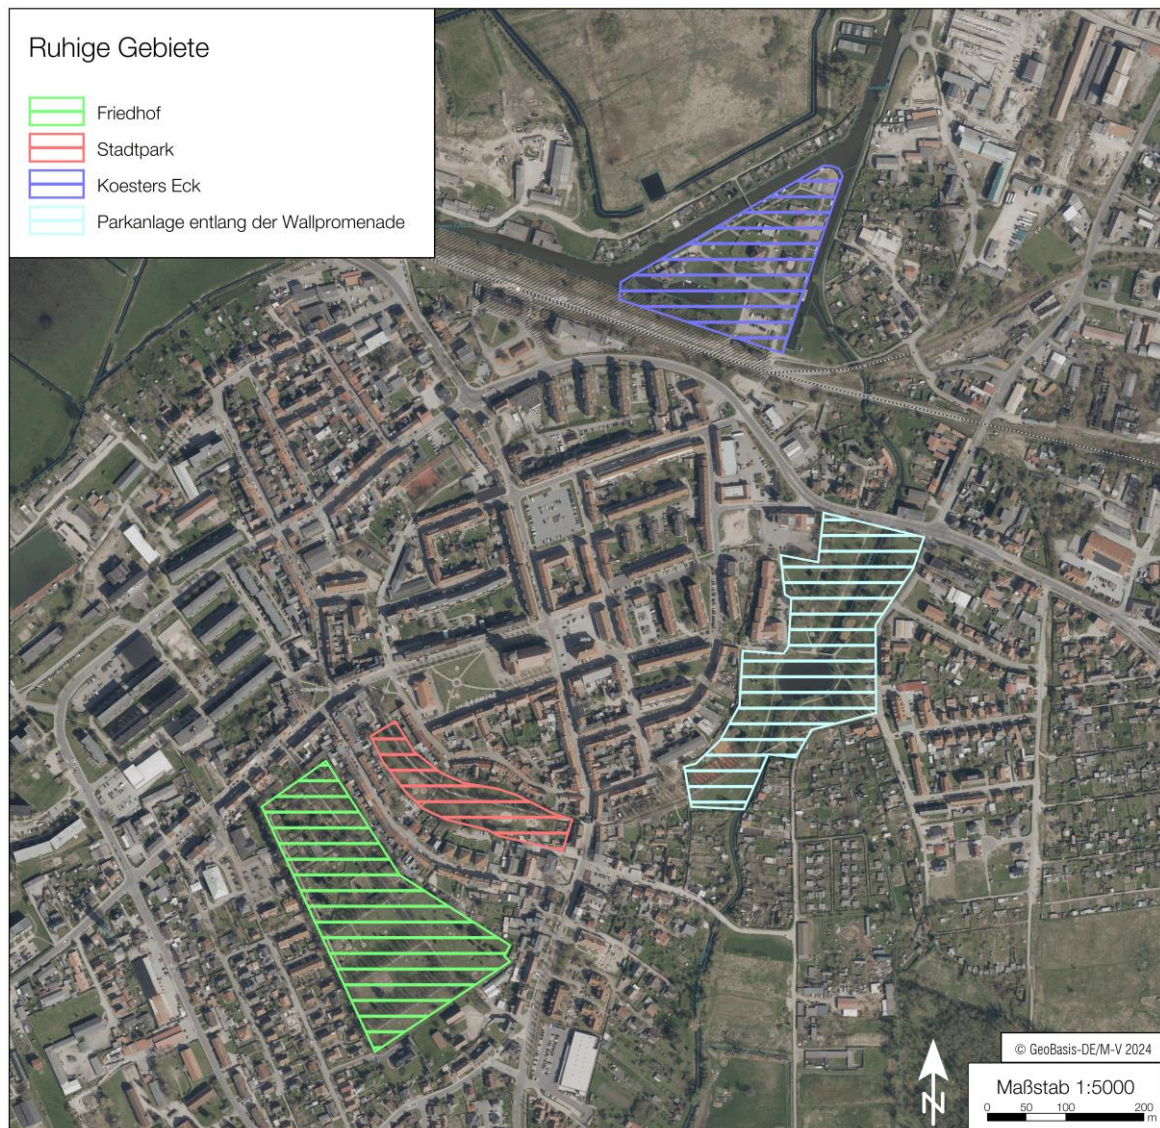 Ruhige Gebiete
Friedhof
Stadtpark
Koesters Eck
Parkanlage entlang der Wallpromenade
© GeoBasis-DE/M-V 2024
Maßstab 1:5000
0 50 100 200
m
N